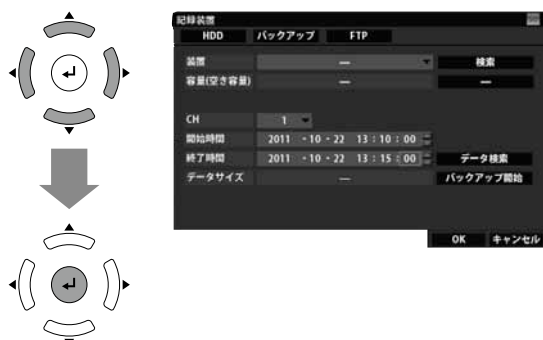 記録装置
HDD バックアップ FTP
装置 — 検索
容量(空き容量) — —
CH 1
開始時間 2011 - 10 - 22 13 : 10 : 00
終了時間 2011 - 10 - 22 13 : 15 : 00 データ検索
データサイズ — バックアップ開始
OK キャンセル